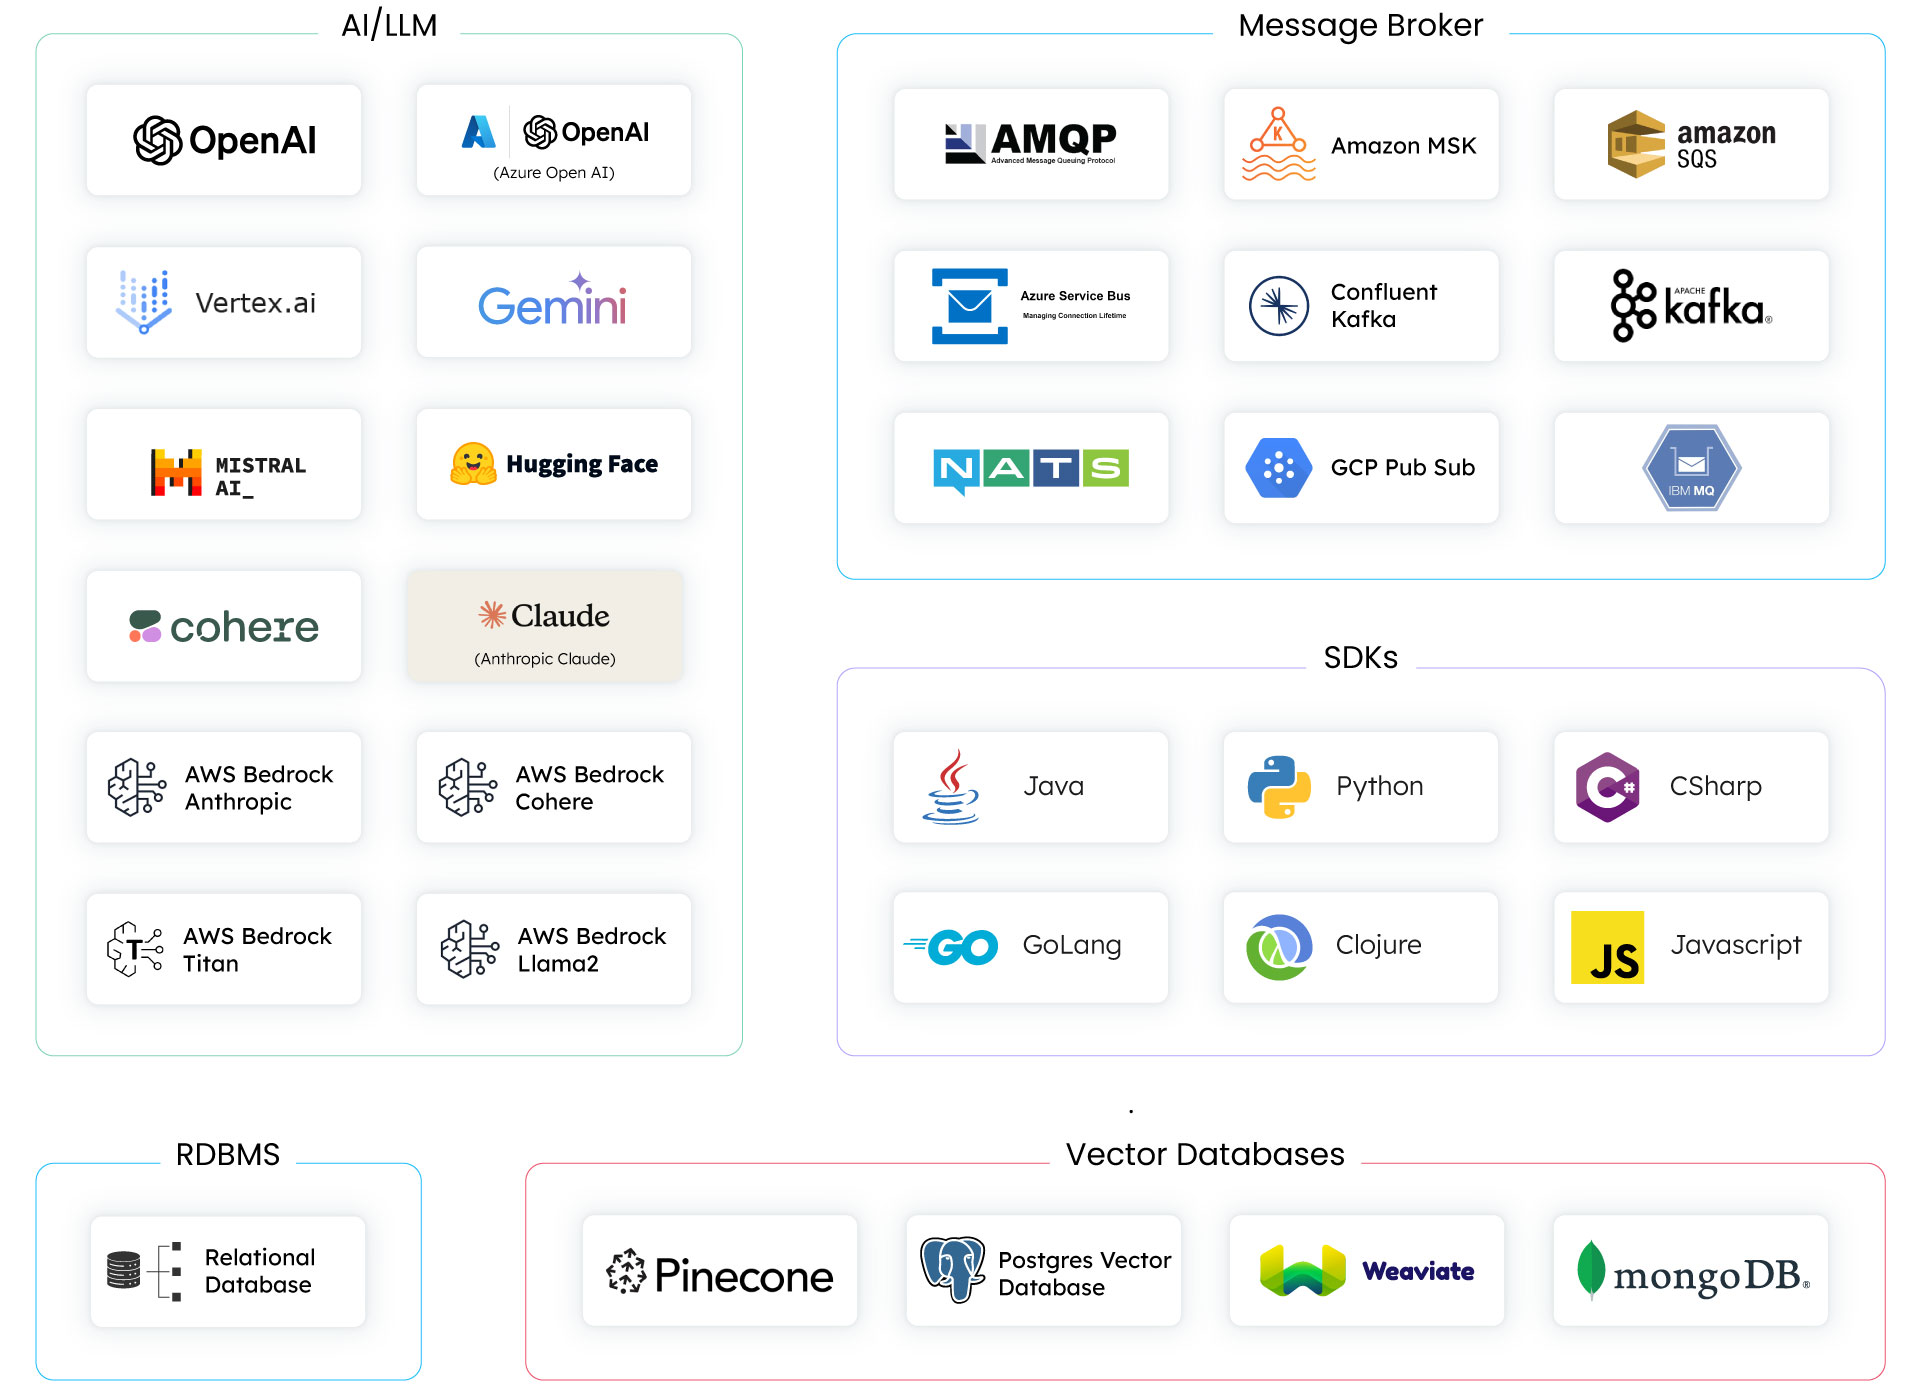 AI/LLM
OpenAI
OpenAI
(Azure Open AI)
Vertex.ai
Gemini
MISTRAL
AI_
Hugging Face
cohere
Claude
(Anthropic Claude)
AWS Bedrock
Anthropic
AWS Bedrock
Cohere
T
AWS Bedrock
Titan
AWS Bedrock
Llama2
Message Broker
AMQP
Advanced Message Queuing Protocol
K
Amazon MSK
amazon
SQS
Azure Service Bus
Managing Connection Lifetime
Confluent
Kafka
APACHE
kafka®
NATS
GCP Pub Sub
IBM MQ
SDKs
Java
Python
C#
CSharp
GO
GoLang
Clojure
JS
Javascript
.
RDBMS
Relational
Database
Vector Databases
Pinecone
Postgres Vector
Database
Weaviate
mongoDB®